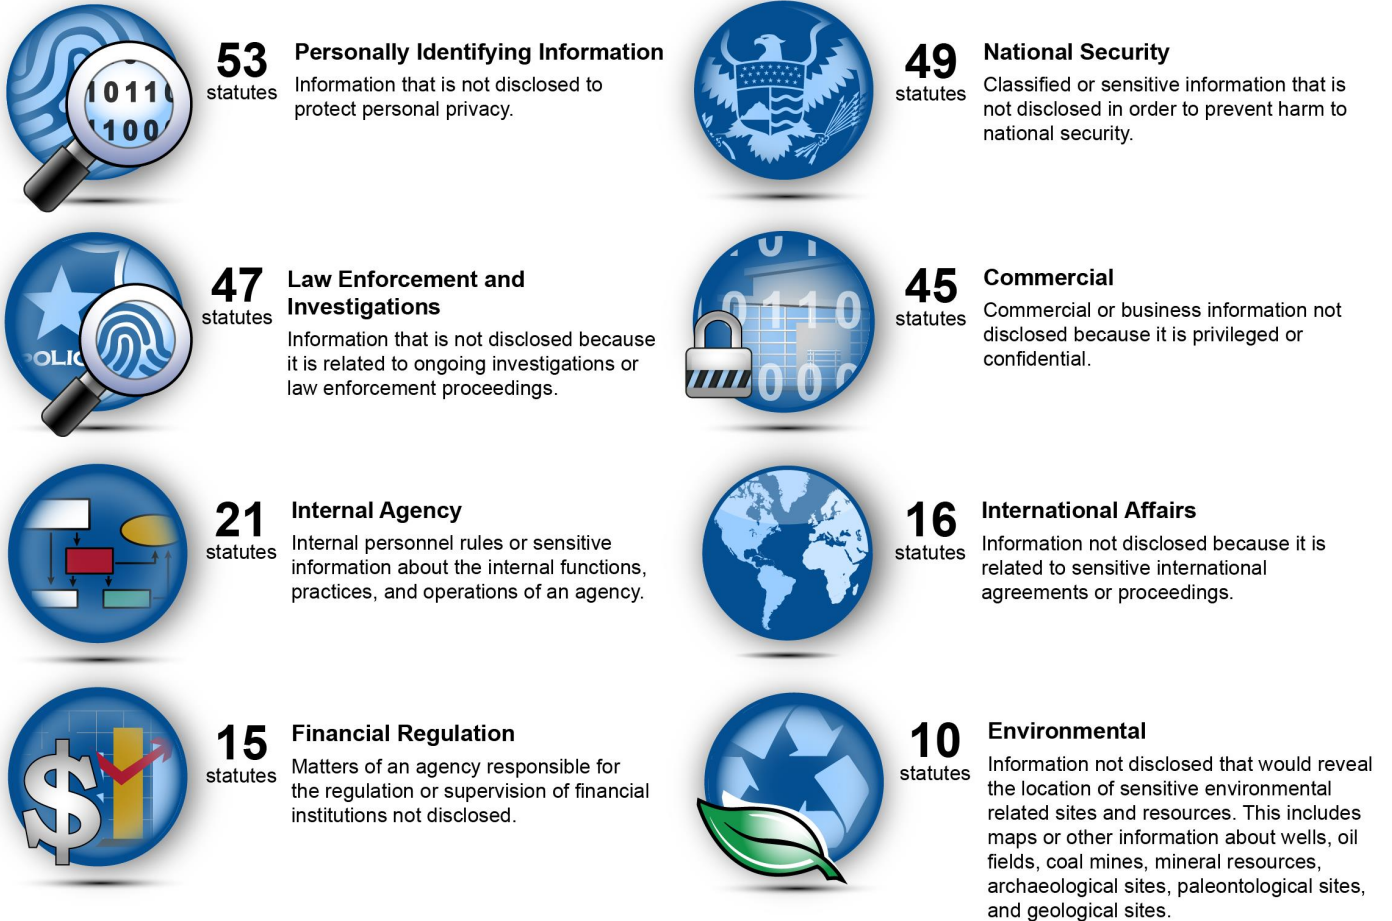 53
statutes
Personally Identifying Information
Information that is not disclosed to
protect personal privacy.
10110
1100
49
statutes
National Security
Classified or sensitive information that is
not disclosed in order to prevent harm to
national security.
47
statutes
Law Enforcement and
Investigations
Information that is not disclosed because
it is related to ongoing investigations or
law enforcement proceedings.
POLIC
45
statutes
Commercial
Commercial or business information not
disclosed because it is privileged or
confidential.
01
0110
000
21
statutes
Internal Agency
Internal personnel rules or sensitive
information about the internal functions,
practices, and operations of an agency.
16
statutes
International Affairs
Information not disclosed because it is
related to sensitive international
agreements or proceedings.
15
statutes
Financial Regulation
Matters of an agency responsible for
the regulation or supervision of financial
institutions not disclosed.
$
10
statutes
Environmental
Information not disclosed that would reveal
the location of sensitive environmental
related sites and resources. This includes
maps or other information about wells, oil
fields, coal mines, mineral resources,
archaeological sites, paleontological sites,
and geological sites.